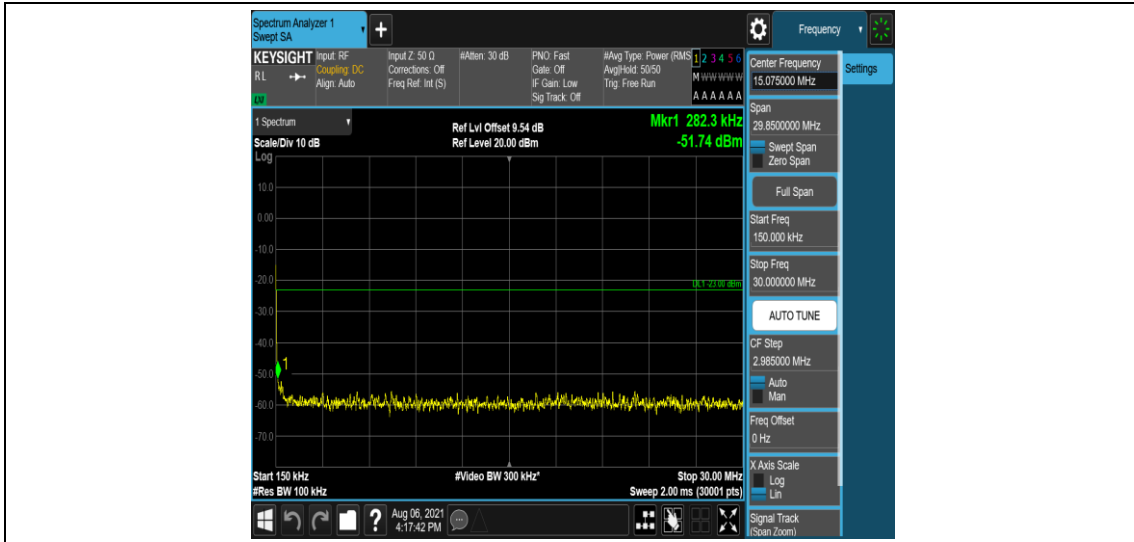 Spectrum Analyzer 1
Swept SA
+
Frequency
KEYSIGHT
RL
Input: RF
Coupling: DC
Align: Auto
Input Z: 50 Ω
Corrections: Off
Freq Ref: Int (S)
#Atten: 30 dB
PNO: Fast
Gate: Off
IF Gain: Low
Sig Track: Off
#Avg Type: Power (RMS
Avg|Hold: 50/50
Trig: Free Run
1 2 3 4 5 6
M W W W W W
A A A A A A
1 Spectrum
Scale/Div 10 dB
Log
Ref Lvl Offset 9.54 dB
Ref Level 20.00 dBm
Mkr1 282.3 kHz
-51.74 dBm
10.0
0.00
-10.0
-20.0
DL1 -23.00 dBm
-30.0
-40.0
1
-50.0
-60.0
-70.0
Start 150 kHz
#Res BW 100 kHz
#Video BW 300 kHz*
Stop 30.00 MHz
Sweep 2.00 ms (30001 pts)
?
Aug 06, 2021
4:17:42 PM
Center Frequency
15.075000 MHz
Settings
Span
29.8500000 MHz
Swept Span
Zero Span
Full Span
Start Freq
150.000 kHz
Stop Freq
30.000000 MHz
AUTO TUNE
CF Step
2.985000 MHz
Auto
Man
Freq Offset
0 Hz
X Axis Scale
Log
Lin
Signal Track
(Span Zoom)